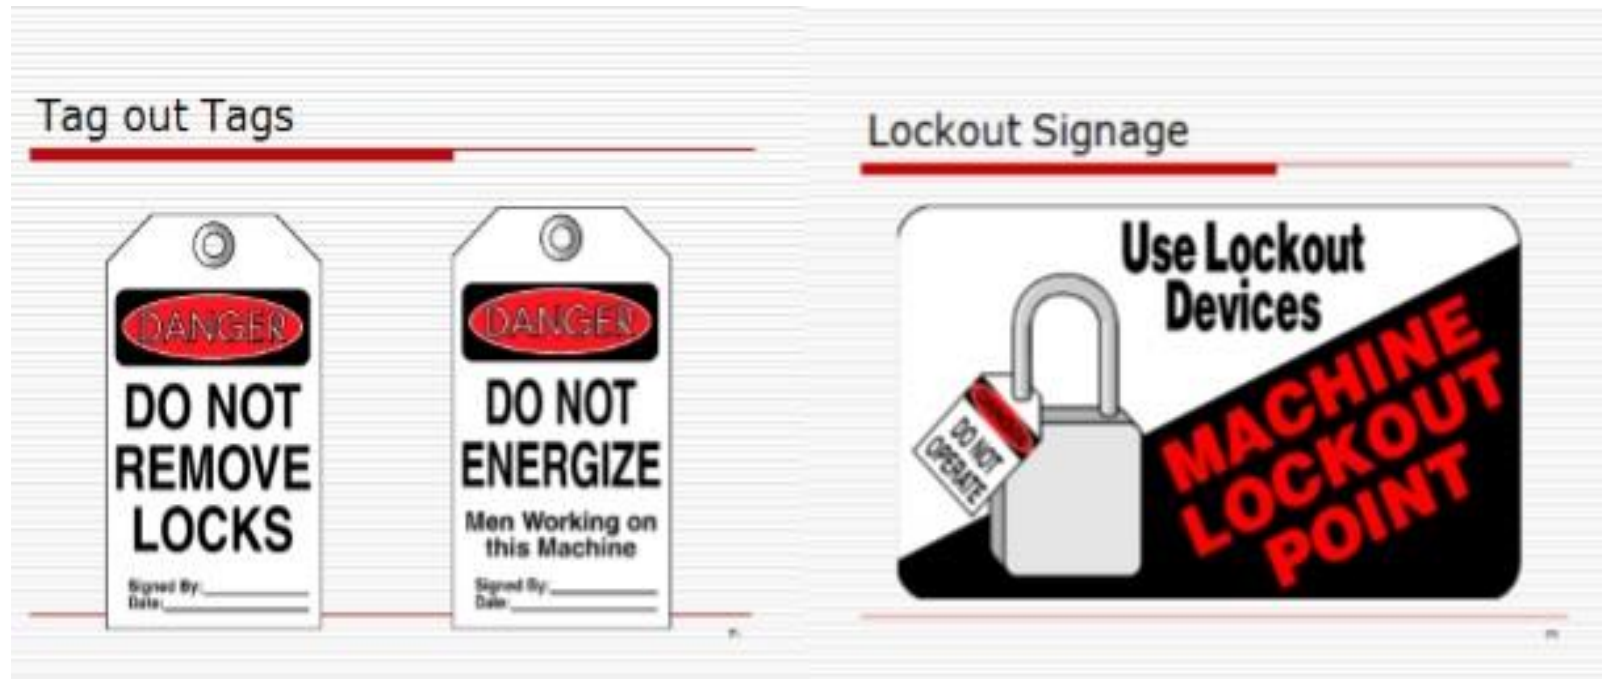 Tag out Tags
DANGER
DO NOT
REMOVE
LOCKS
Signed By:
Date:
DANGER
DO NOT
ENERGIZE
Men Working on
this Machine
Signed By:
Date:
Lockout Signage
Use Lockout
Devices
DANGER
DO NOT
OPERATE
MACHINE
LOCKOUT
POINT